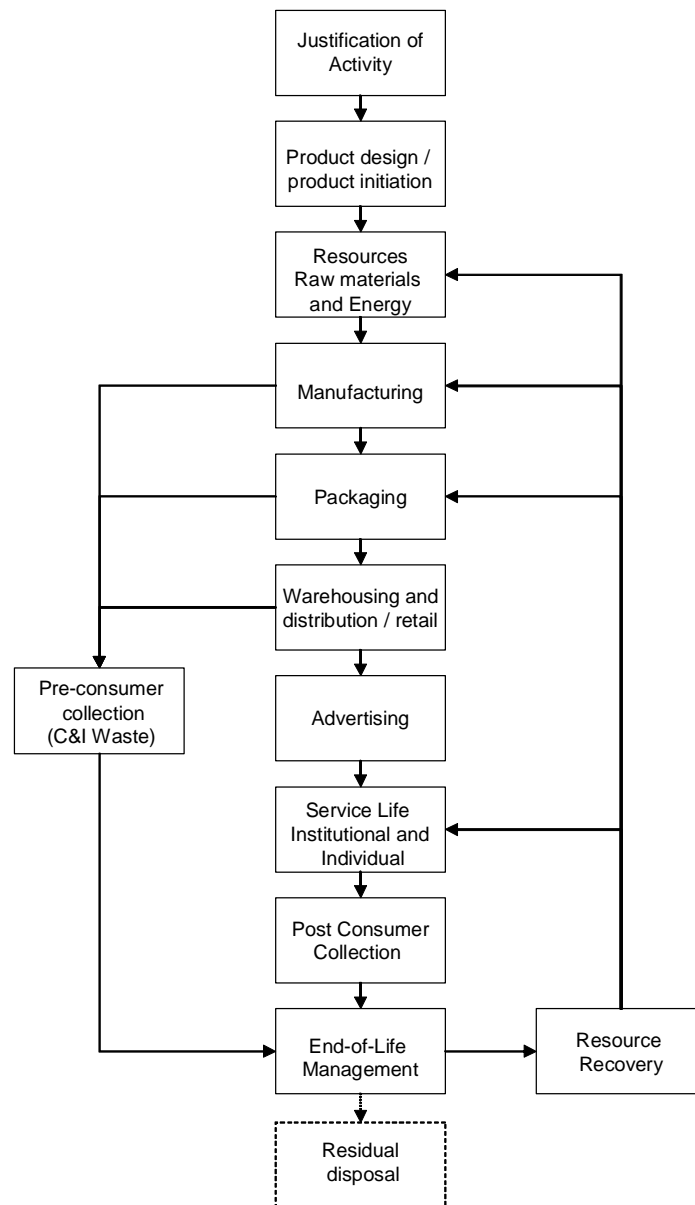 Justification of
Activity
Product design /
product initiation
Resources
Raw materials
and Energy
Manufacturing
Packaging
Warehousing and
distribution / retail
Pre-consumer
collection
(C&I Waste)
Advertising
Service Life
Institutional and
Individual
Post Consumer
Collection
End-of-Life
Management
Resource
Recovery
Residual
disposal